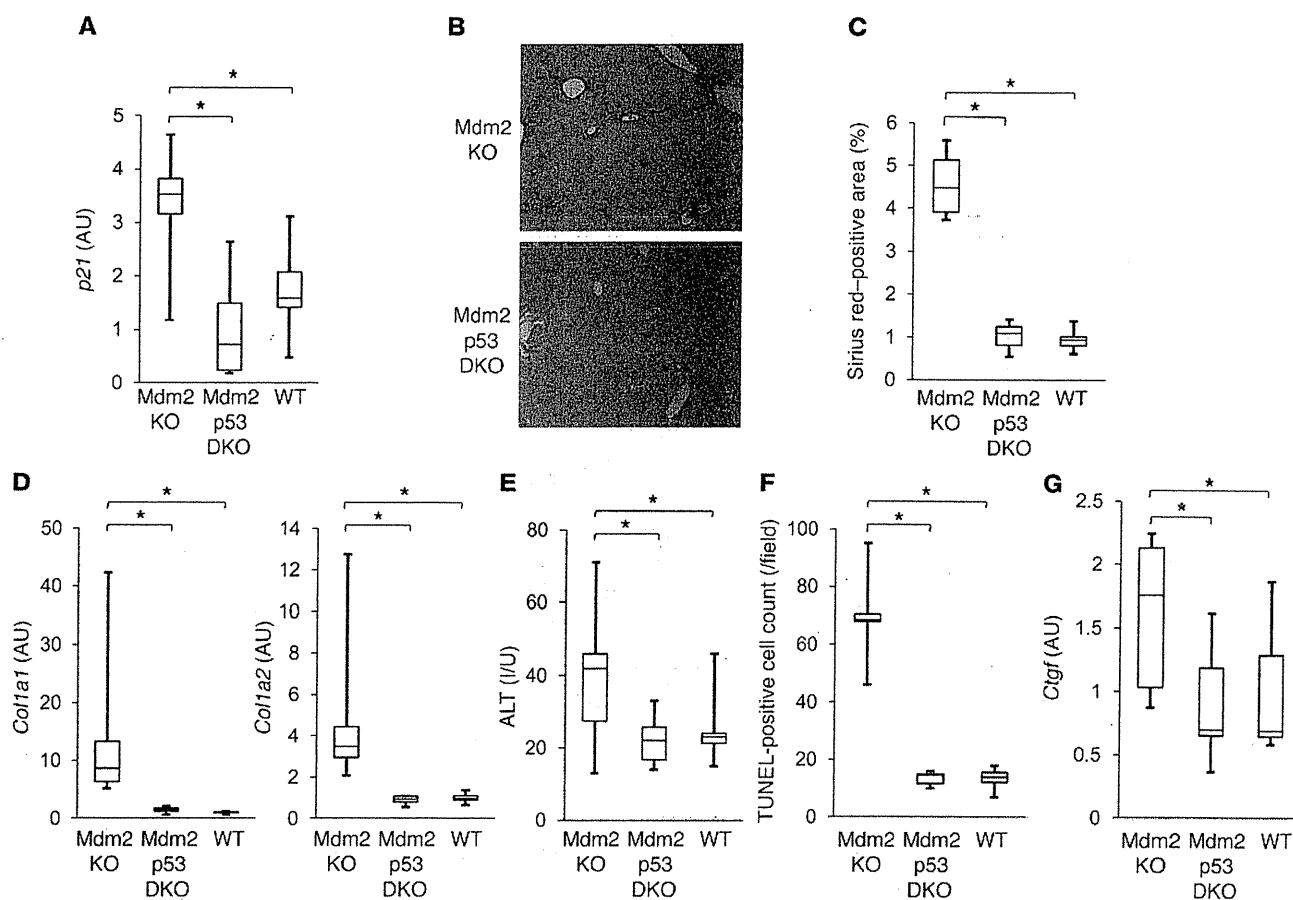 A
B
C
*
*
p21 (AU)
5
4
3
2
1
0
Mdm2 KO
Mdm2 p53 DKO
WT
Mdm2 KO
Mdm2 p53 DKO
*
*
Sirius red–positive area (%)
6
5
4
3
2
1
0
Mdm2 KO
Mdm2 p53 DKO
WT
D
*
*
Col1a1 (AU)
50
40
30
20
10
0
Mdm2 KO
Mdm2 p53 DKO
WT
*
*
Col1a2 (AU)
14
12
10
8
6
4
2
0
Mdm2 KO
Mdm2 p53 DKO
WT
E
*
*
ALT (I/U)
80
60
40
20
0
Mdm2 KO
Mdm2 p53 DKO
WT
F
*
*
TUNEL-positive cell count (/field)
100
80
60
40
20
0
Mdm2 KO
Mdm2 p53 DKO
WT
G
*
*
Ctgf (AU)
2.5
2
1.5
1
0.5
0
Mdm2 KO
Mdm2 p53 DKO
WT